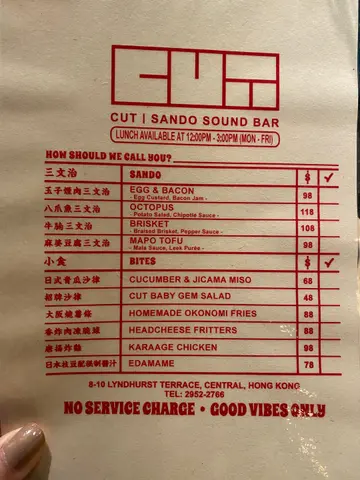 CUT
CUT | SANDO SOUND BAR
LUNCH AVAILABLE AT 12:00PM - 3:00PM (MON - FRI)
HOW SHOULD WE CALL YOU?
三文治 SANDO $ ✓
玉子煙肉三文治 EGG & BACON 98
- Egg Custard, Bacon Jam -
八爪魚三文治 OCTOPUS 118
- Potato Salad, Chipotle Sauce -
牛腩三文治 BRISKET 108
- Braised Brisket, Pepper Sauce -
麻婆豆腐三文治 MAPO TOFU 98
- Mala Sauce, Leek Purée -
小食 BITES $ ✓
日式青瓜沙律 CUCUMBER & JICAMA MISO 68
招牌沙律 CUT BABY GEM SALAD 48
大阪燒薯條 HOMEMADE OKONOMI FRIES 88
香炸肉凍脆球 HEADCHEESE FRITTERS 88
唐揚炸雞 KARAAGE CHICKEN 98
日本枝豆配秘制醬汁 EDAMAME 78
8-10 LYNDHURST TERRACE, CENTRAL, HONG KONG
TEL: 2952-2766
NO SERVICE CHARGE • GOOD VIBES ONLY